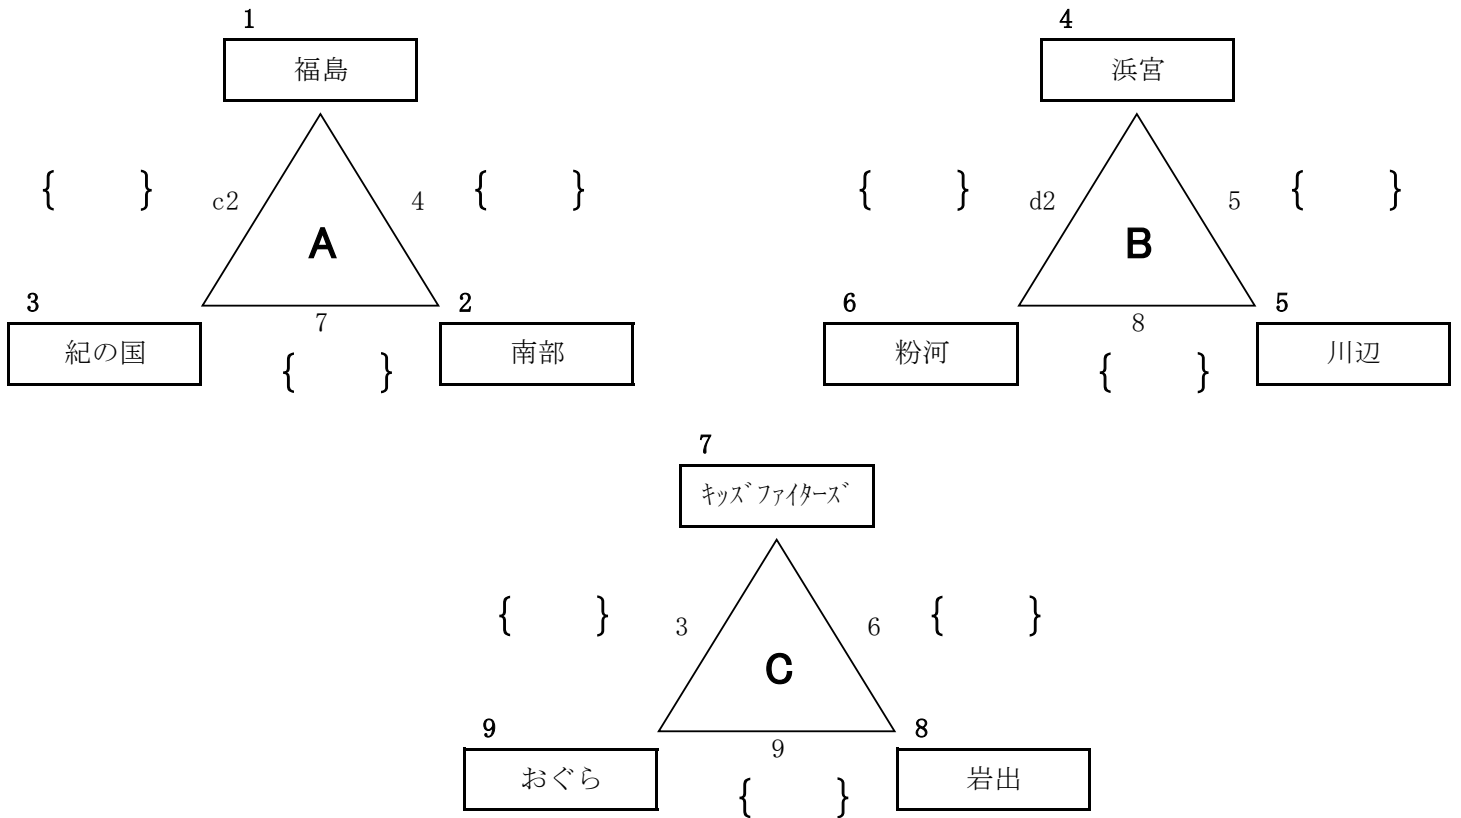 1 4
福島 浜宮
{ } c2 4 { } { } d2 5 { }
A B
3 2 6 5
紀の国 7 南部 粉河 8 川辺
{ } { }
7
ｷｯｽﾞﾌｧｲﾀｰｽﾞ
{ } 3 6 { }
C
9 8
おぐら 9 岩出
{ }